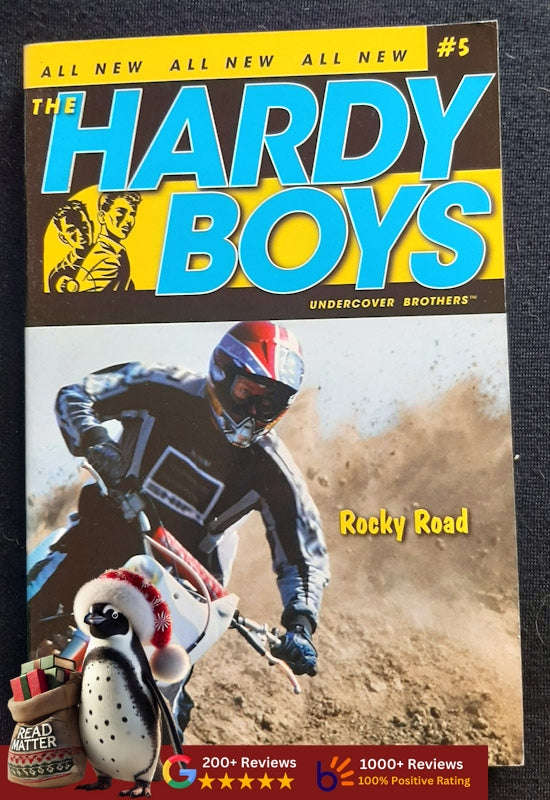 ALL NEW ALL NEW ALL NEW #5
THE
HARDY
BOYS
UNDERCOVER BROTHERS™
Rocky Road
READ
MATTER
200+ Reviews
1000+ Reviews
100% Positive Rating